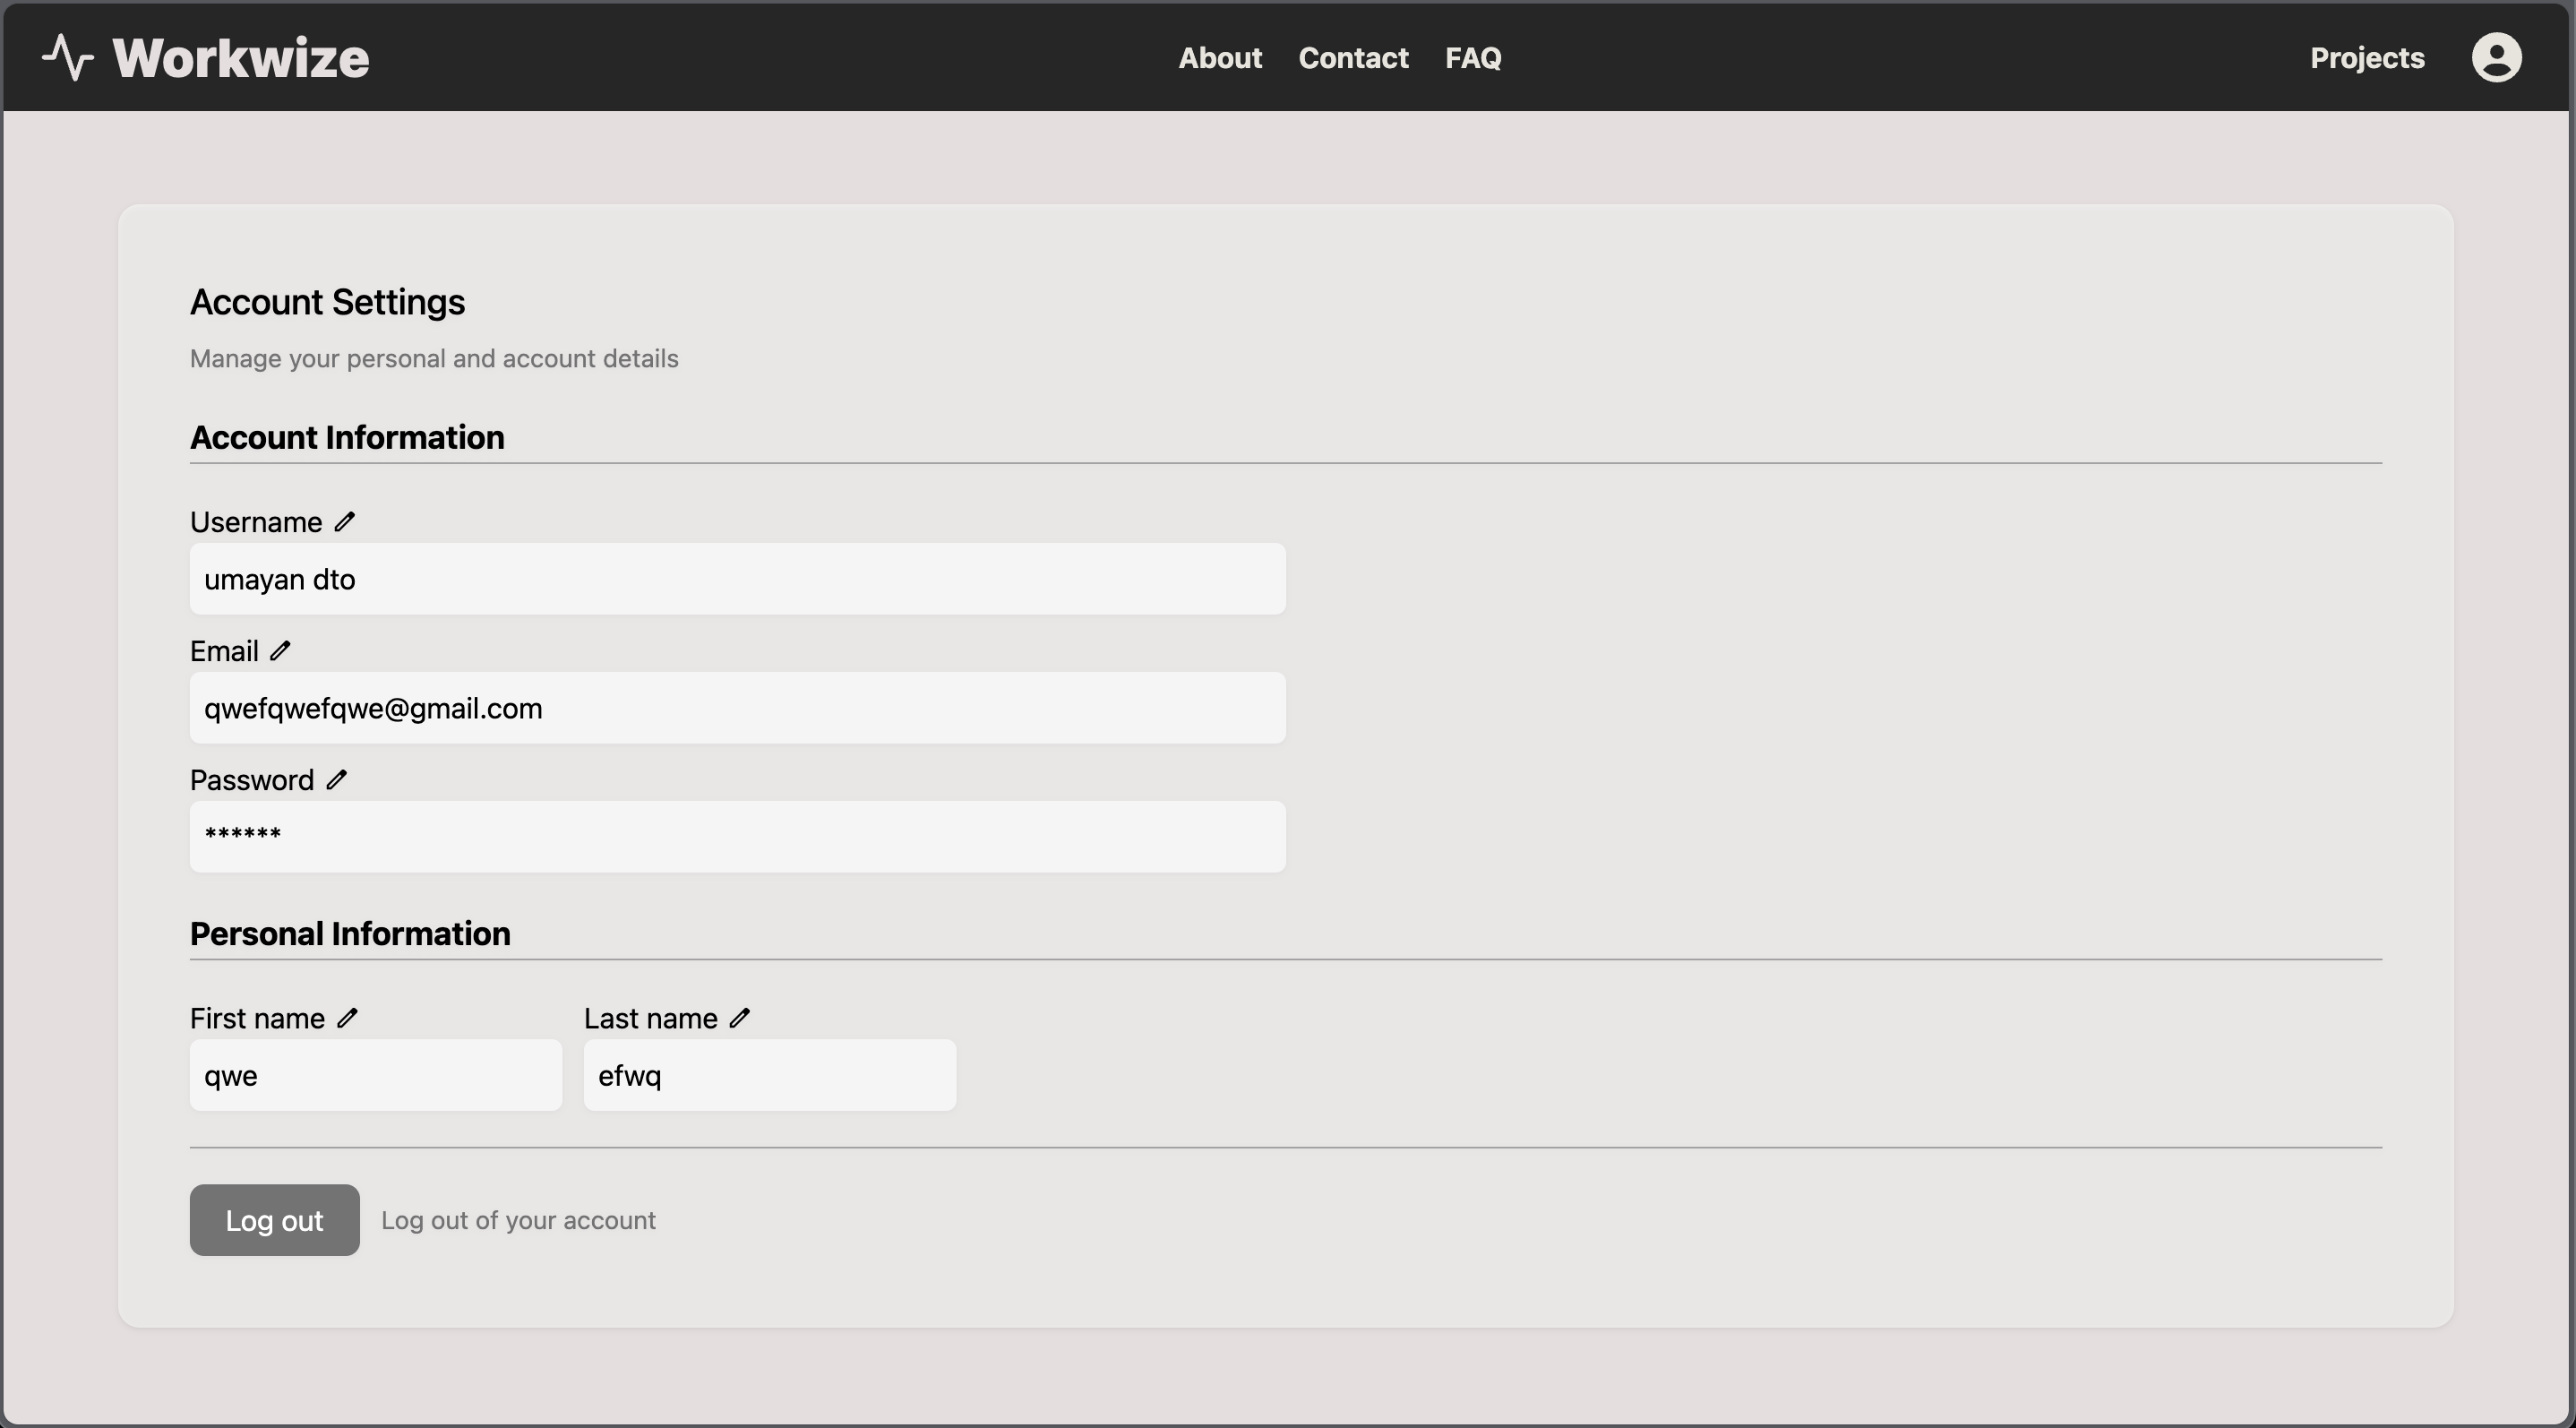 Workwize
About Contact FAQ
Projects
Account Settings
Manage your personal and account details
Account Information
Username
umayan dto
Email
qwefqwefqwe@gmail.com
Password
******
Personal Information
First name Last name
qwe efwq
Log out Log out of your account